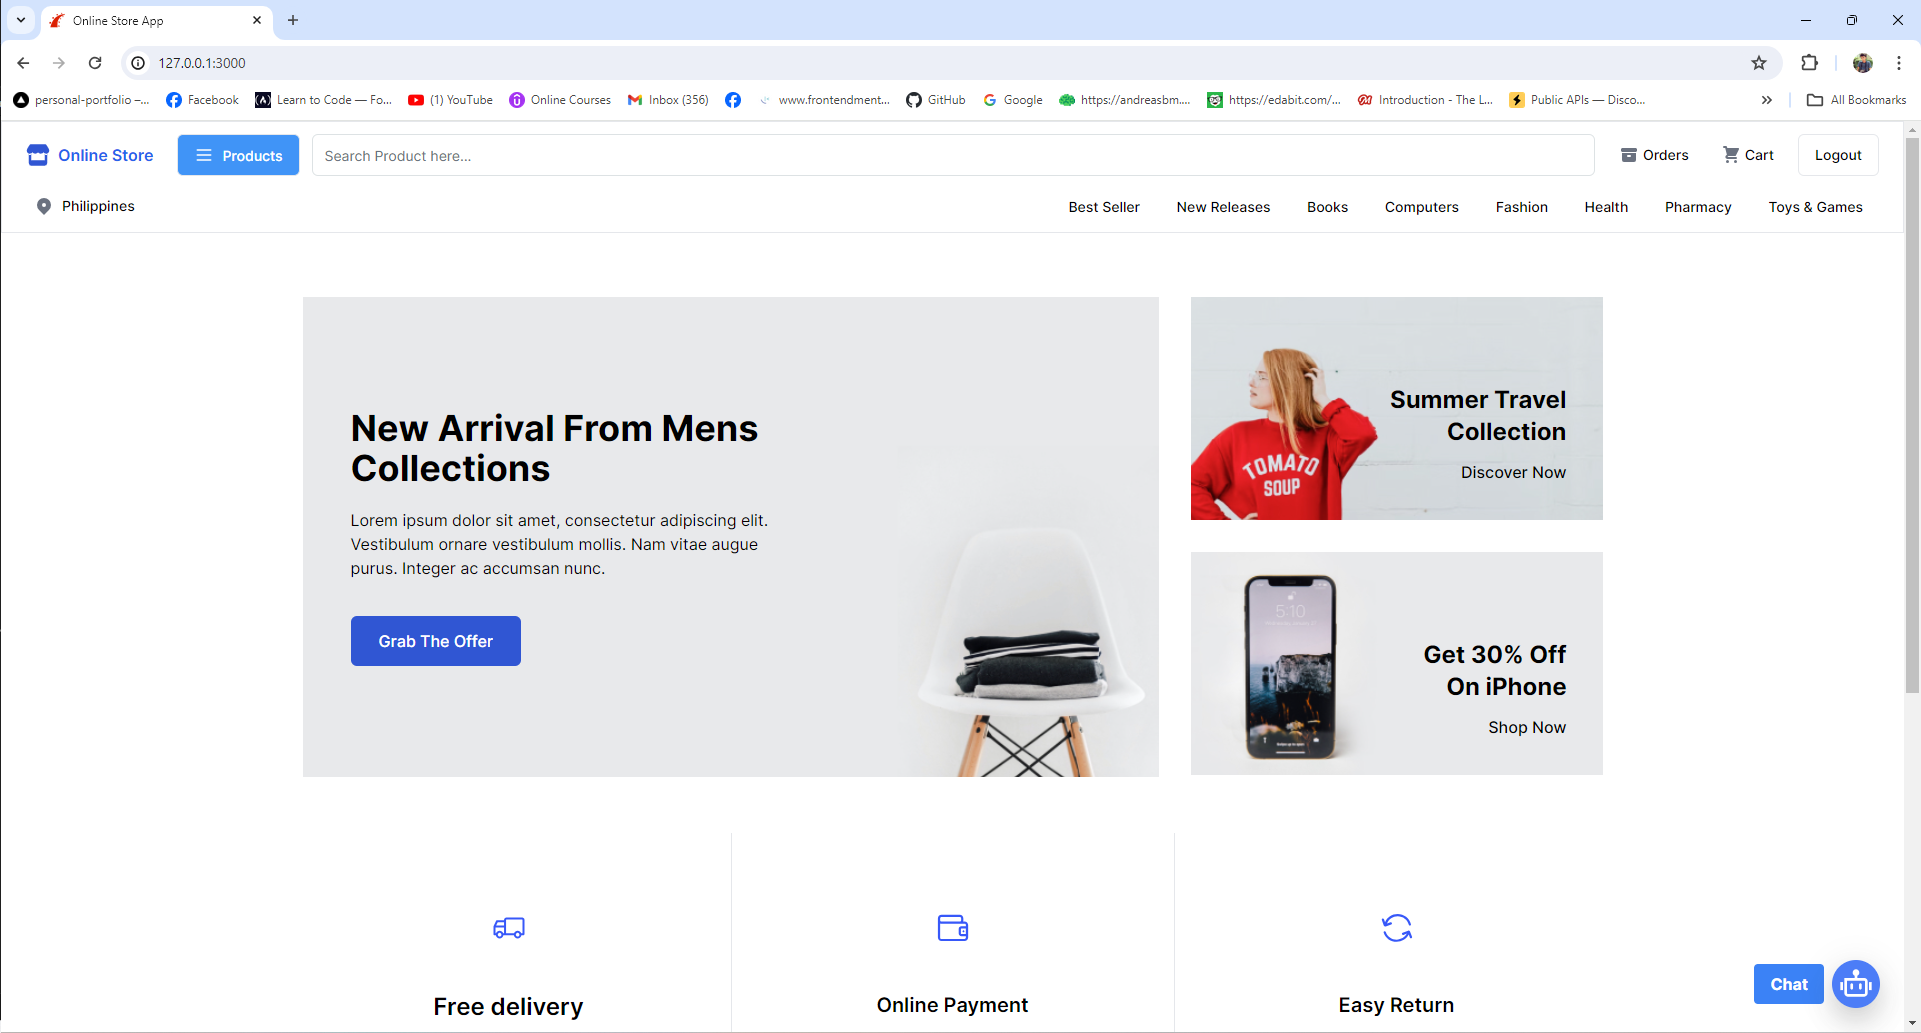 Online Store App
127.0.0.1:3000
personal-portfolio –...
Facebook
Learn to Code — Fo...
(1) YouTube
Online Courses
Inbox (356)
www.frontendment...
GitHub
Google
https://andreasbm....
https://edabit.com/...
Introduction - The L...
Public APIs — Disco...
All Bookmarks
Online Store
Products
Search Product here...
Orders
Cart
Logout
Philippines
Best Seller
New Releases
Books
Computers
Fashion
Health
Pharmacy
Toys & Games
New Arrival From Mens
Collections
Lorem ipsum dolor sit amet, consectetur adipiscing elit.
Vestibulum ornare vestibulum mollis. Nam vitae augue
purus. Integer ac accumsan nunc.
Grab The Offer
TOMATO
SOUP
Summer Travel
Collection
Discover Now
5:10
Get 30% Off
On iPhone
Shop Now
Free delivery
Online Payment
Easy Return
Chat